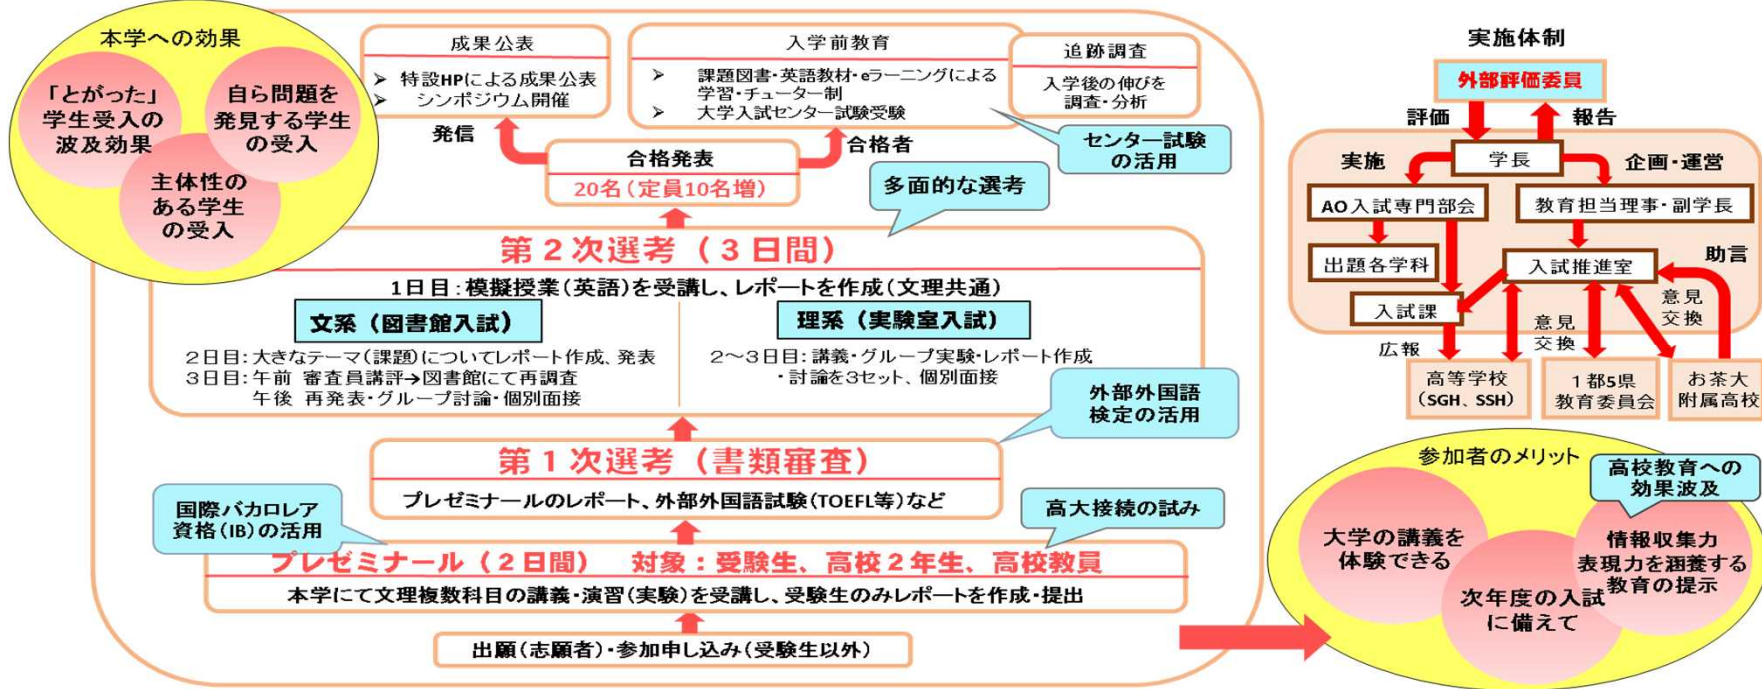 本学への効果
「とがった」
学生受入の
波及効果
自ら問題を
発見する学生
の受入
主体性の
ある学生
の受入
成果公表
➢ 特設HPによる成果公表
➢ シンポジウム開催
入学前教育
➢ 課題図書・英語教材・eラーニングによる
学習・チューター制
➢ 大学入試センター試験受験
追跡調査
入学後の伸びを
調査・分析
発信
合格者
センター試験
の活用
合格発表
20名(定員10名増)
多面的な選考
第2次選考(3日間)
1日目:模擬授業(英語)を受講し、レポートを作成(文理共通)
文系(図書館入試)
2日目:大きなテーマ(課題)についてレポート作成、発表
3日目:午前 審査員講評→図書館にて再調査
午後 再発表・グループ討論・個別面接
理系(実験室入試)
2～3日目:講義・グループ実験・レポート作成
・討論を3セット、個別面接
外部外国語
検定の活用
第1次選考(書類審査)
プレゼミナールのレポート、外部外国語試験(TOEFL等)など
国際バカロレア
資格(IB)の活用
高大接続の試み
プレゼミナール(2日間) 対象:受験生、高校2年生、高校教員
本学にて文理複数科目の講義・演習(実験)を受講し、受験生のみレポートを作成・提出
出願(志願者)・参加申し込み(受験生以外)
実施体制
外部評価委員
評価
報告
実施
学長
企画・運営
AO入試専門部会
教育担当理事・副学長
出題各学科
入試推進室
助言
入試課
意見
交換
意見
交換
広報
高等学校
(SGH、SSH)
1都5県
教育委員会
お茶大
附属高校
参加者のメリット
高校教育への
効果波及
大学の講義を
体験できる
情報収集力
表現力を涵養する
教育の提示
次年度の入試
に備えて